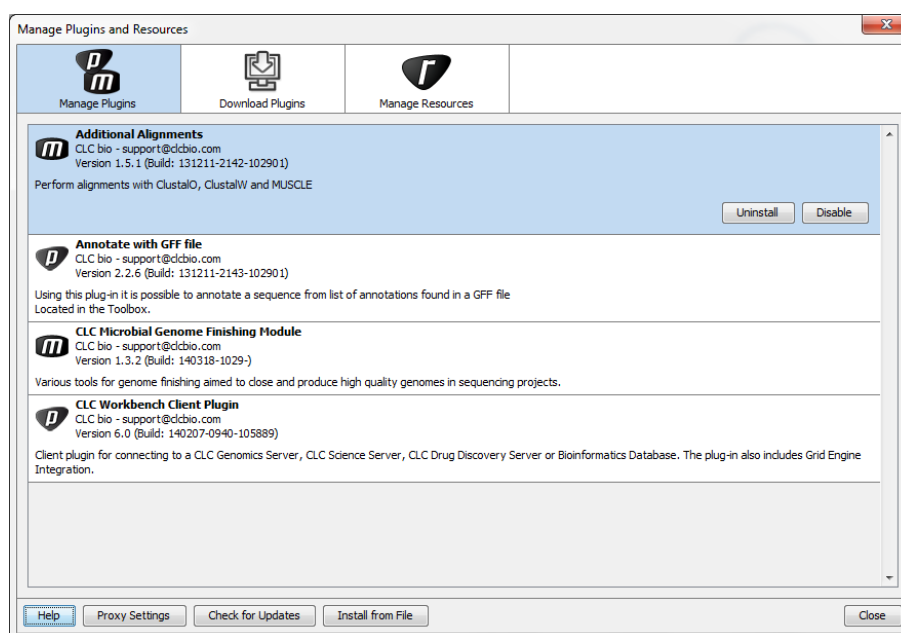 Manage Plugins and Resources
Manage Plugins
Download Plugins
Manage Resources
Additional Alignments
CLC bio - support@clcbio.com
Version 1.5.1 (Build: 131211-2142-102901)
Perform alignments with ClustalO, ClustalW and MUSCLE
Uninstall
Disable
Annotate with GFF file
CLC bio - support@clcbio.com
Version 2.2.6 (Build: 131211-2143-102901)
Using this plug-in it is possible to annotate a sequence from list of annotations found in a GFF file
Located in the Toolbox.
CLC Microbial Genome Finishing Module
CLC bio - support@clcbio.com
Version 1.3.2 (Build: 140318-1029-)
Various tools for genome finishing aimed to close and produce high quality genomes in sequencing projects.
CLC Workbench Client Plugin
CLC bio - support@clcbio.com
Version 6.0 (Build: 140207-0940-105889)
Client plugin for connecting to a CLC Genomics Server, CLC Science Server, CLC Drug Discovery Server or Bioinformatics Database. The plug-in also includes Grid Engine
Integration.
Help
Proxy Settings
Check for Updates
Install from File
Close